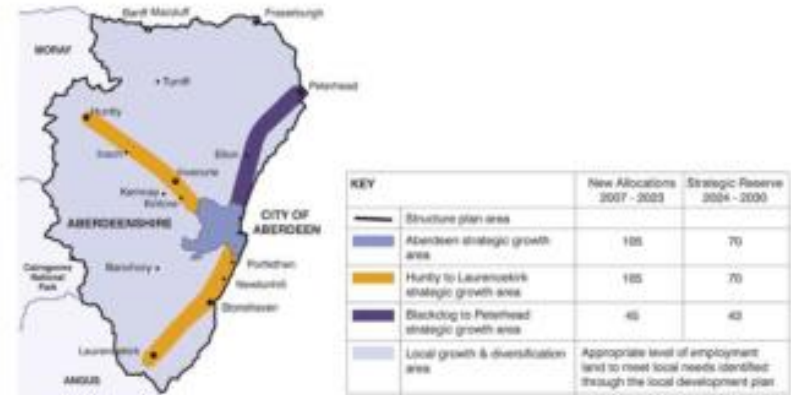 Banff Macduff
Fraserburgh
MORAY
Turriff
Peterhead
Huntly
Ellon
Insch
Inverurie
Kemnay
Kintore
CITY OF
ABERDEEN
ABERDEENSHIRE
Portlethen
Cairngorms
National
Park
Banchory
Newtonhill
Stonehaven
Laurencekirk
ANGUS
KEY
New Allocations
2007 - 2023
Strategic Reserve
2024 - 2030
Structure plan area
Aberdeen strategic growth
area
105
70
Huntly to Laurencekirk
strategic growth area
105
70
Blackdog to Peterhead
strategic growth area
45
43
Local growth & diversification
area
Appropriate level of employment
land to meet local needs identified
through the local development plan